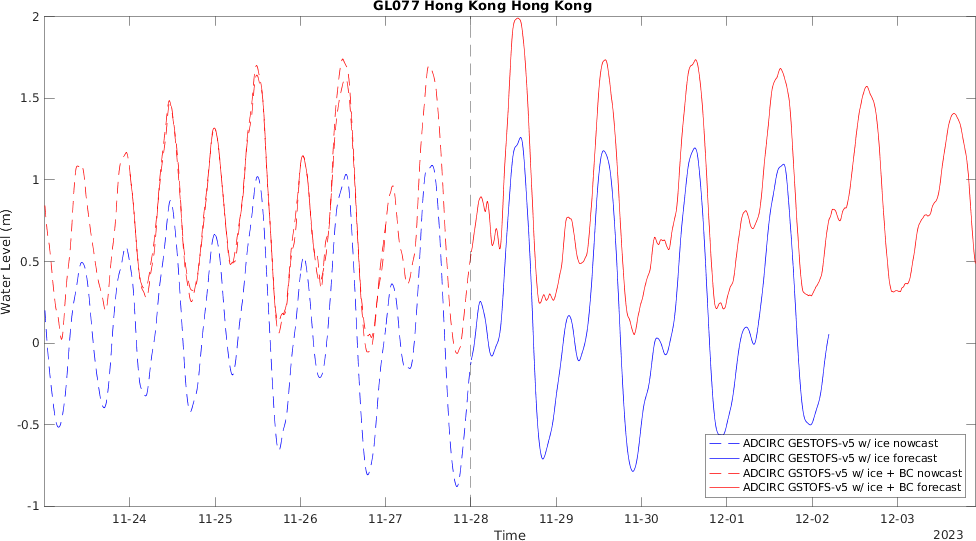 GL077 Hong Kong Hong Kong
Water Level (m)
2
1.5
1
0.5
0
-0.5
-1
11-24
11-25
11-26
11-27
11-28
11-29
11-30
12-01
12-02
12-03
Time
2023
ADCIRC GESTOFS-v5 w/ ice nowcast
ADCIRC GESTOFS-v5 w/ ice forecast
ADCIRC GSTOFS-v5 w/ ice + BC nowcast
ADCIRC GSTOFS-v5 w/ ice + BC forecast